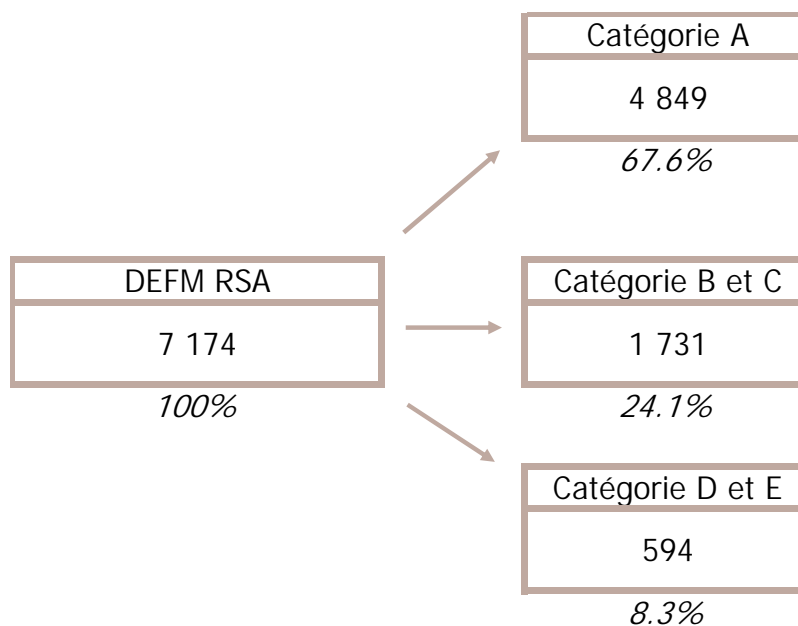 Catégorie A
4 849
67.6%
DEFM RSA
7 174
100%
Catégorie B et C
1 731
24.1%
Catégorie D et E
594
8.3%